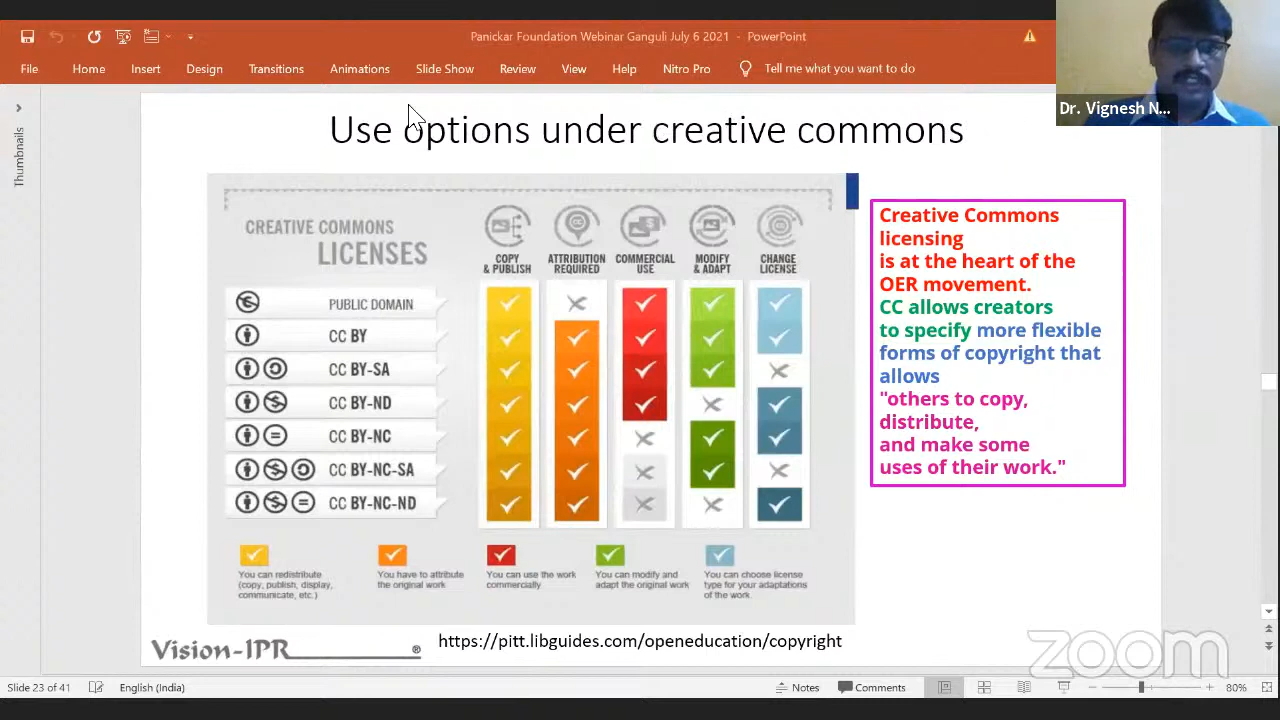 Panickar Foundation Webinar Ganguli July 6 2021 - PowerPoint
File Home Insert Design Transitions Animations Slide Show Review View Help Nitro Pro Tell me what you want to do
Dr. Vignesh N...
Thumbnails
Use options under creative commons
CREATIVE COMMONS
LICENSES
COPY
& PUBLISH
ATTRIBUTION
REQUIRED
COMMERCIAL
USE
MODIFY
& ADAPT
CHANGE
LICENSE
PUBLIC DOMAIN
CC BY
CC BY-SA
CC BY-ND
CC BY-NC
CC BY-NC-SA
CC BY-NC-ND
You can redistribute
(copy, publish, display,
communicate, etc.)
You have to attribute
the original work
You can use the work
commercially
You can modify and
adapt the original work
You can choose license
type for your adaptations
of the work.
Creative Commons
licensing
is at the heart of the
OER movement.
CC allows creators
to specify more flexible
forms of copyright that
allows
"others to copy,
distribute,
and make some
uses of their work."
Vision-IPR ®
https://pitt.libguides.com/openeducation/copyright
zoom
Slide 23 of 41 English (India) Notes Comments 80%